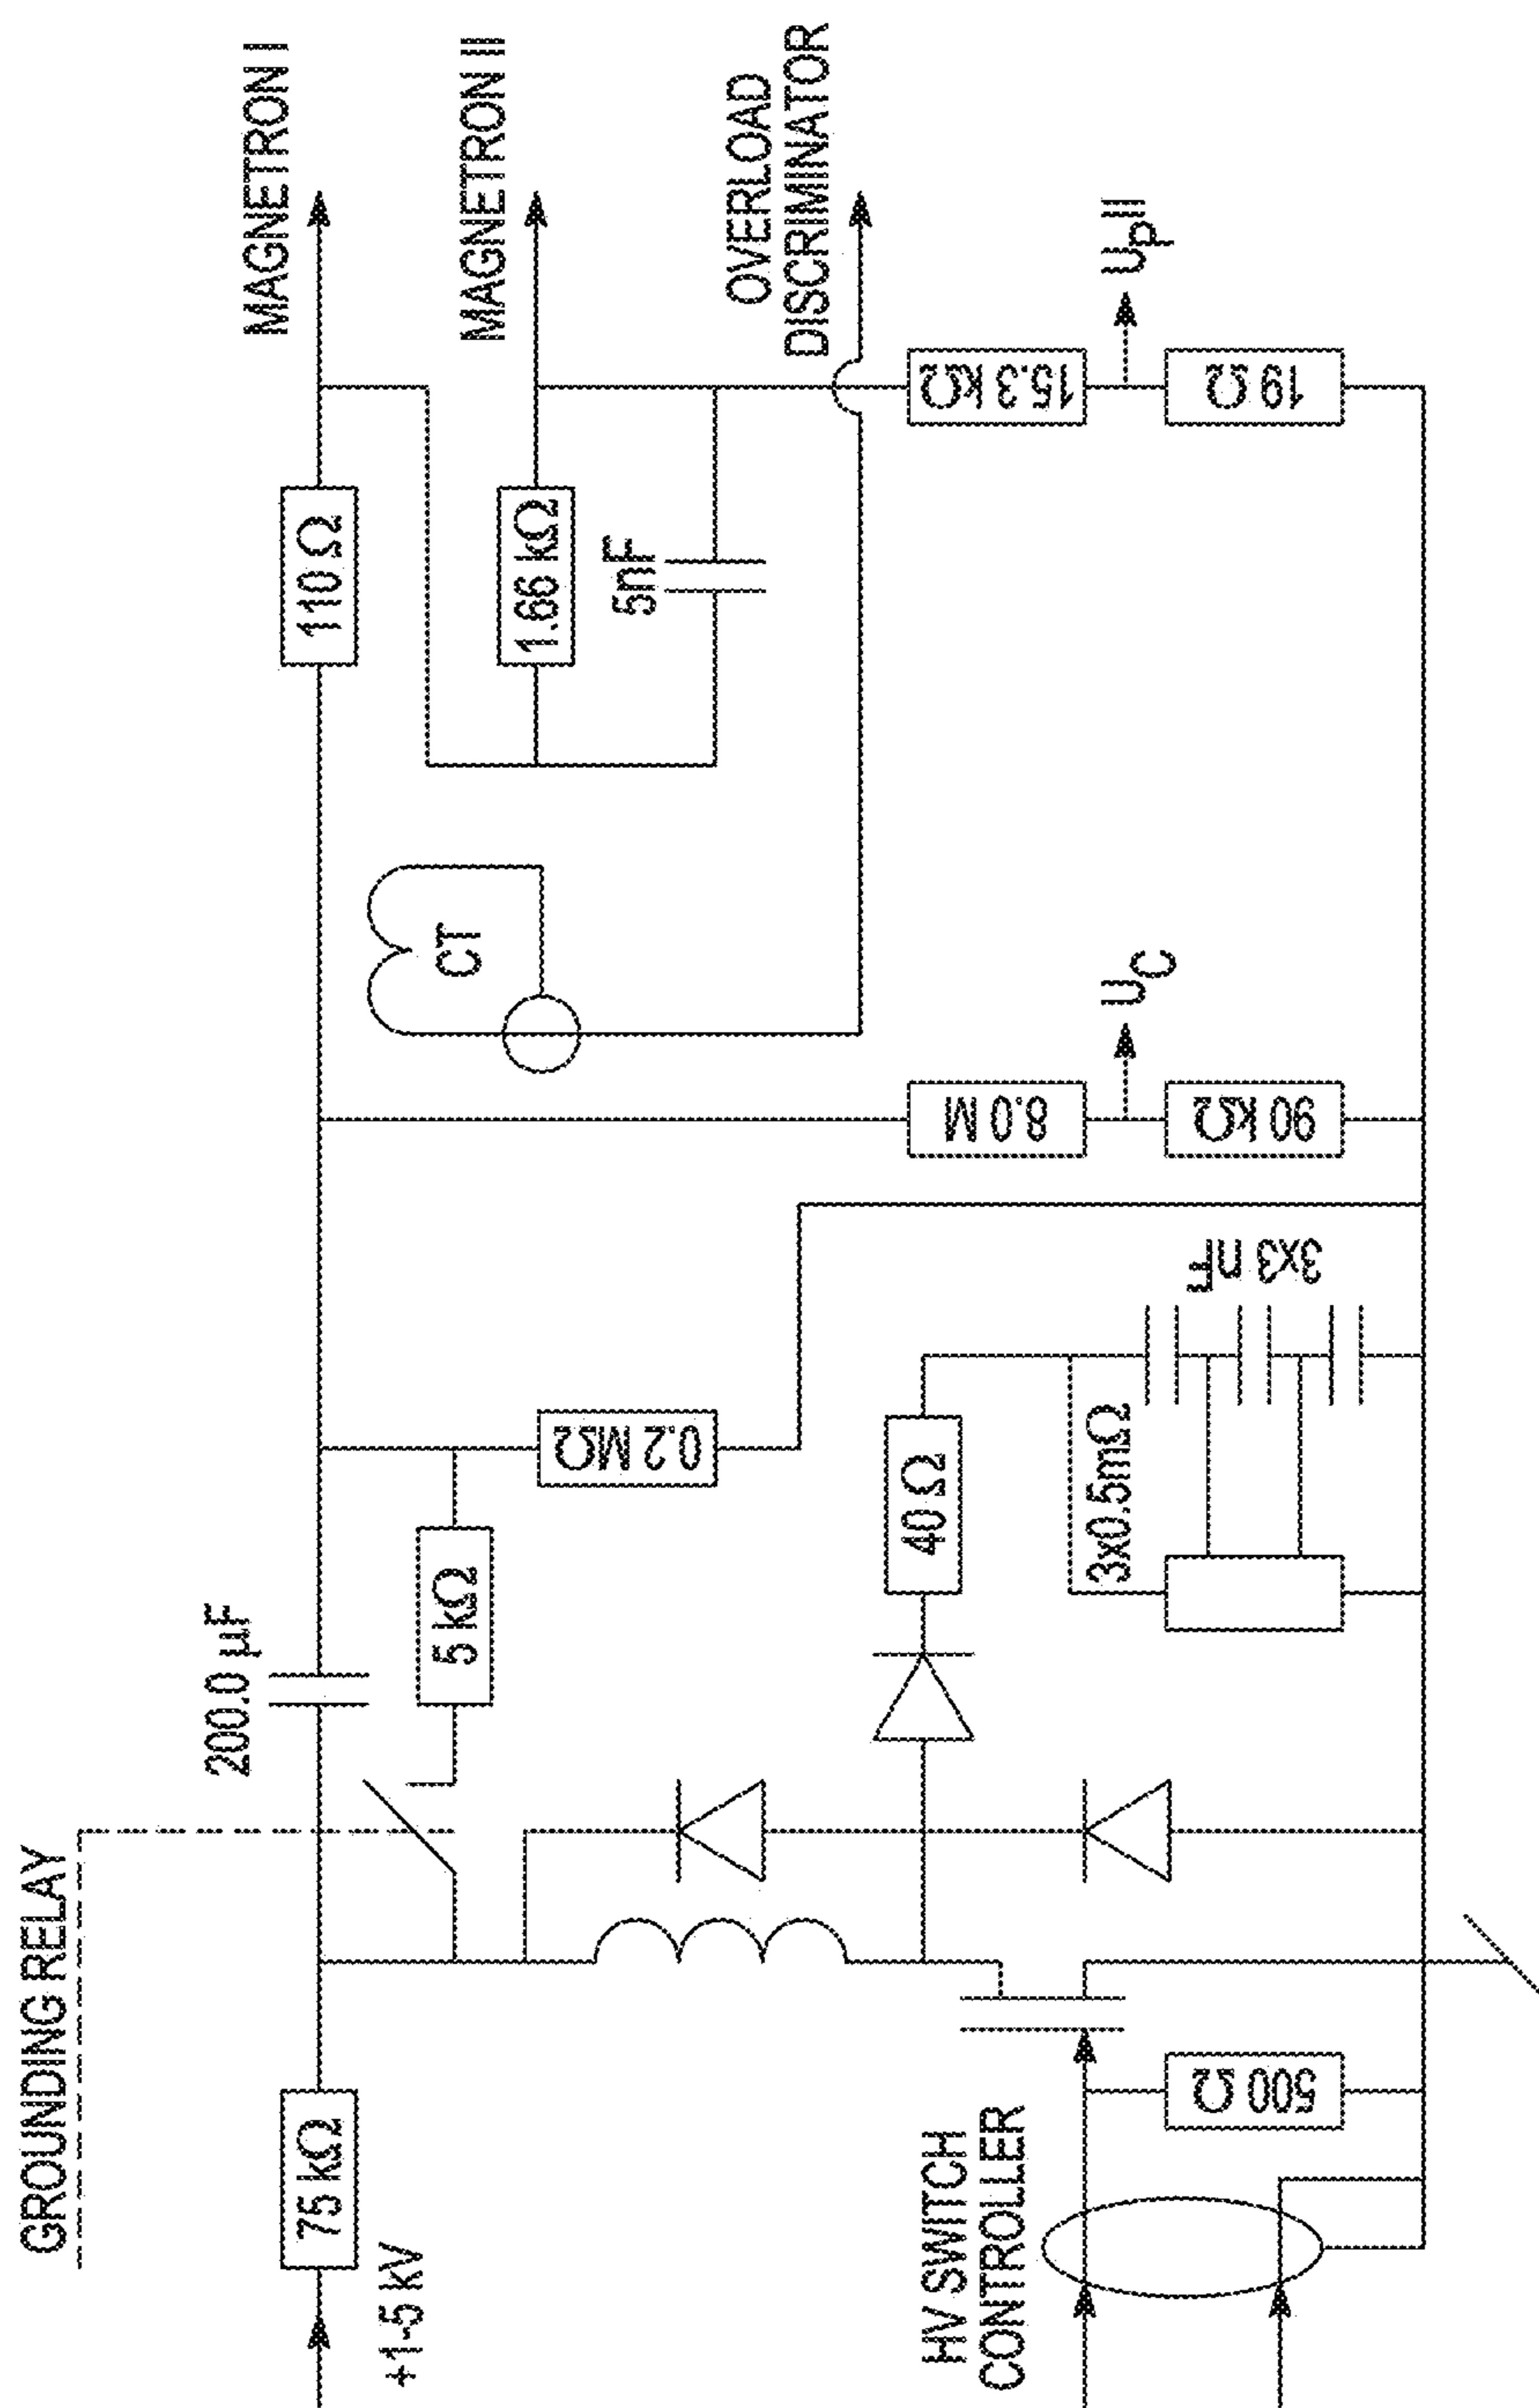 GROUNDING RELAY
+1-5 kV
75 kΩ
200.0 µF
5 kΩ
0.2 MΩ
110 Ω
MAGNETRON I
1.66 kΩ
MAGNETRON II
5nF
CT
OVERLOAD
DISCRIMINATOR
HV SWITCH
CONTROLLER
500 Ω
40 Ω
3x0.5mΩ
3x3 nF
8.0 M
90 kΩ
UC
15.3 kΩ
19 Ω
UpII